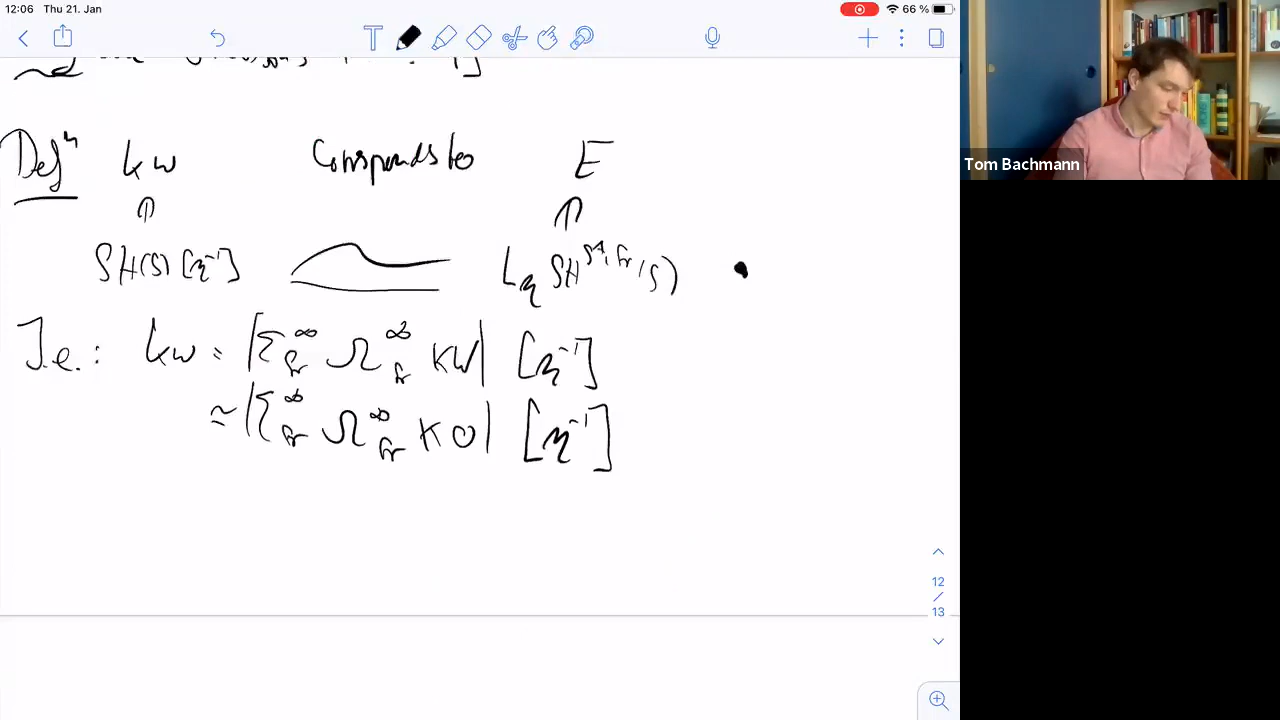 12:06 Thu 21. Jan 66 %
Tom Bachmann
Defⁿ kw corresponds to E
SH(S)[η⁻¹] ≃ L_η SH^{S¹,fr}(S)
I.e.: kw = |Σ^∞_fr Ω^∞_fr KW| [η⁻¹]
≃ |Σ^∞_fr Ω^∞_fr KO| [η⁻¹]
12
/
13